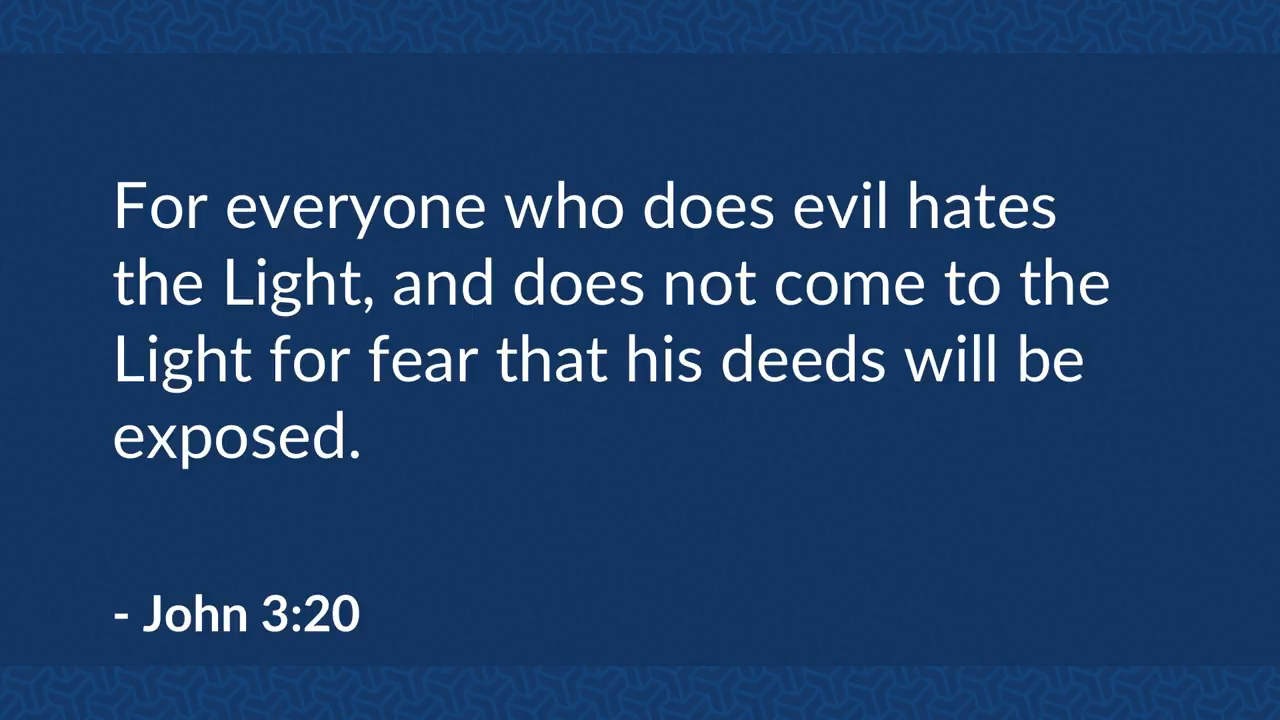 For everyone who does evil hates
the Light, and does not come to the
Light for fear that his deeds will be
exposed.
- John 3:20